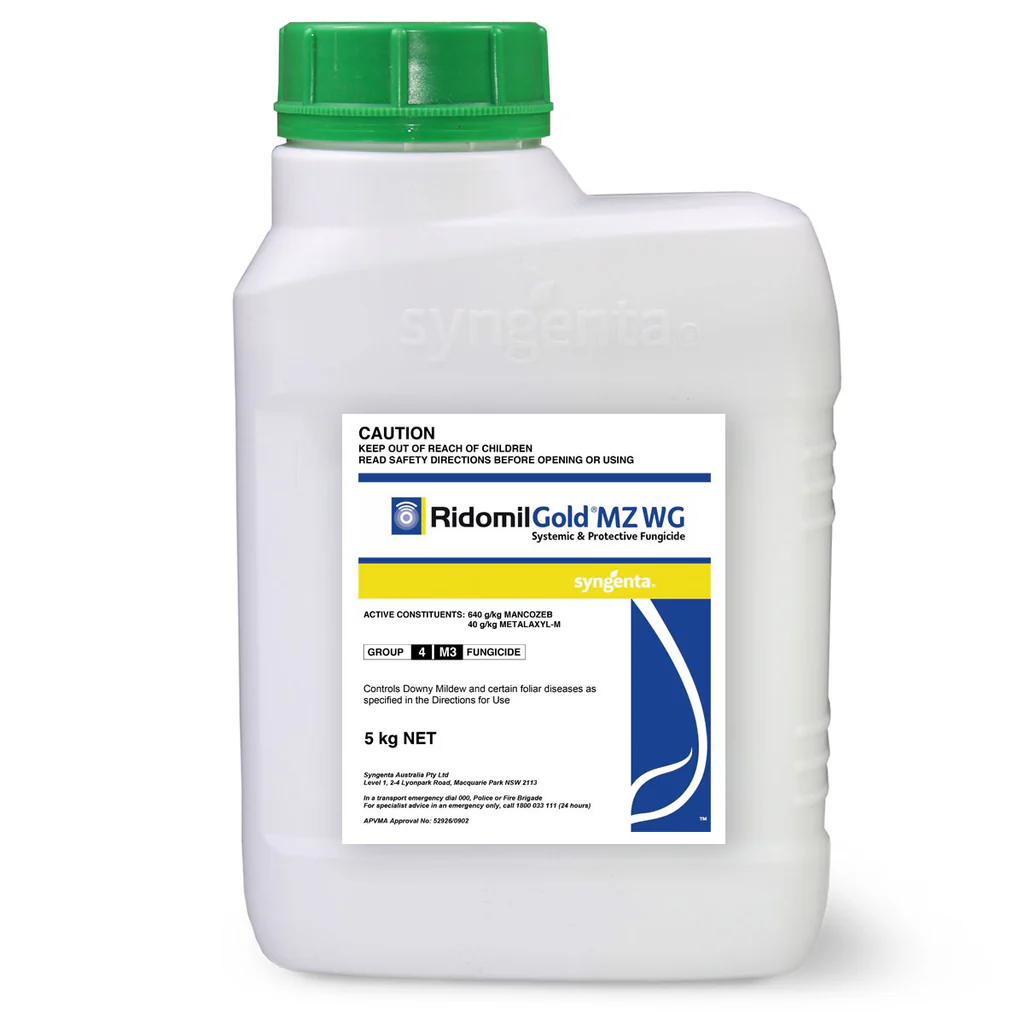 syngenta
CAUTION
KEEP OUT OF REACH OF CHILDREN
READ SAFETY DIRECTIONS BEFORE OPENING OR USING
RidomilGold® MZ WG
Systemic & Protective Fungicide
syngenta®
ACTIVE CONSTITUENTS: 640 g/kg MANCOZEB
40 g/kg METALAXYL-M
GROUP 4 M3 FUNGICIDE
Controls Downy Mildew and certain foliar diseases as
specified in the Directions for Use
5 kg NET
Syngenta Australia Pty Ltd
Level 1, 2-4 Lyonpark Road, Macquarie Park NSW 2113
In a transport emergency dial 000, Police or Fire Brigade
For specialist advice in an emergency only, call 1800 033 111 (24 hours)
APVMA Approval No: 52926/0902
™